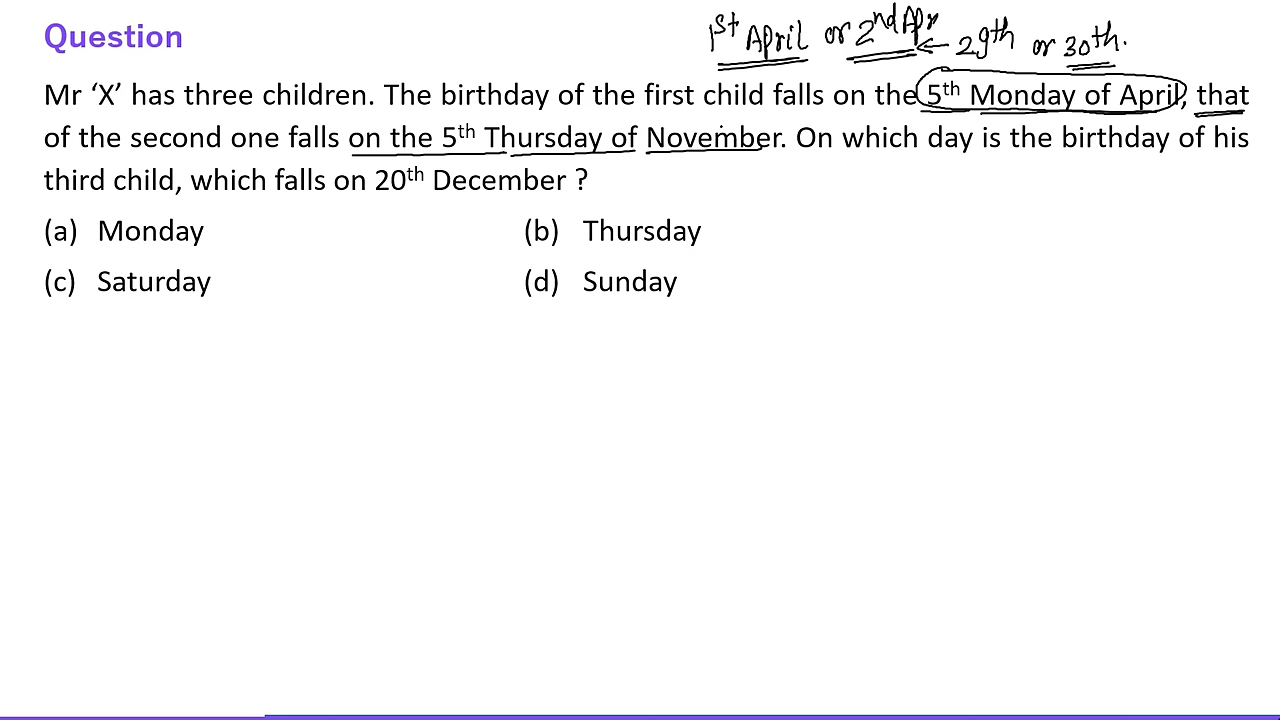 Question
1st April or 2nd Apr ← 29th or 30th.
Mr ‘X’ has three children. The birthday of the first child falls on the 5th Monday of April, that
of the second one falls on the 5th Thursday of November. On which day is the birthday of his
third child, which falls on 20th December ?
(a) Monday
(b) Thursday
(c) Saturday
(d) Sunday